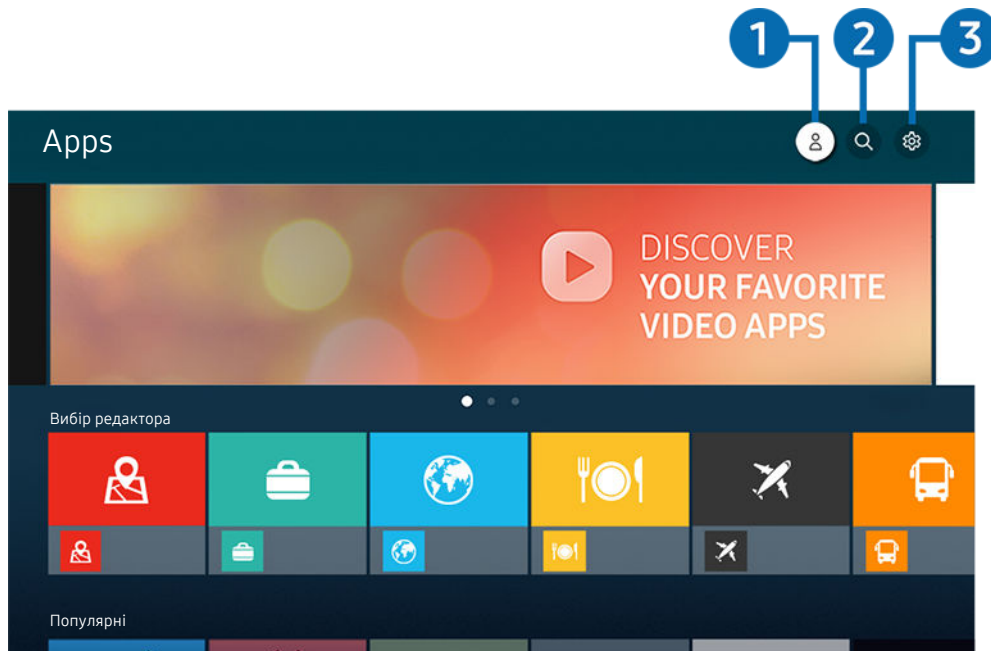 1 2 3
Apps
DISCOVER
YOUR FAVORITE
VIDEO APPS
Вибір редактора
Популярні